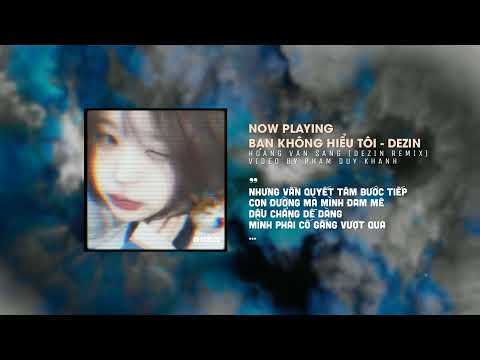 NOW PLAYING
BẠN KHÔNG HIỂU TÔI - DEZIN
HOÀNG VĂN SANG (DEZIN REMIX)
VIDEO BY PHẠM DUY KHÁNH
"
NHƯNG VẪN QUYẾT TÂM BƯỚC TIẾP
CON ĐƯỜNG MÀ MÌNH ĐAM MÊ
DẪU CHẲNG DỄ DÀNG
MÌNH PHẢI CỐ GẮNG VƯỢT QUA
...